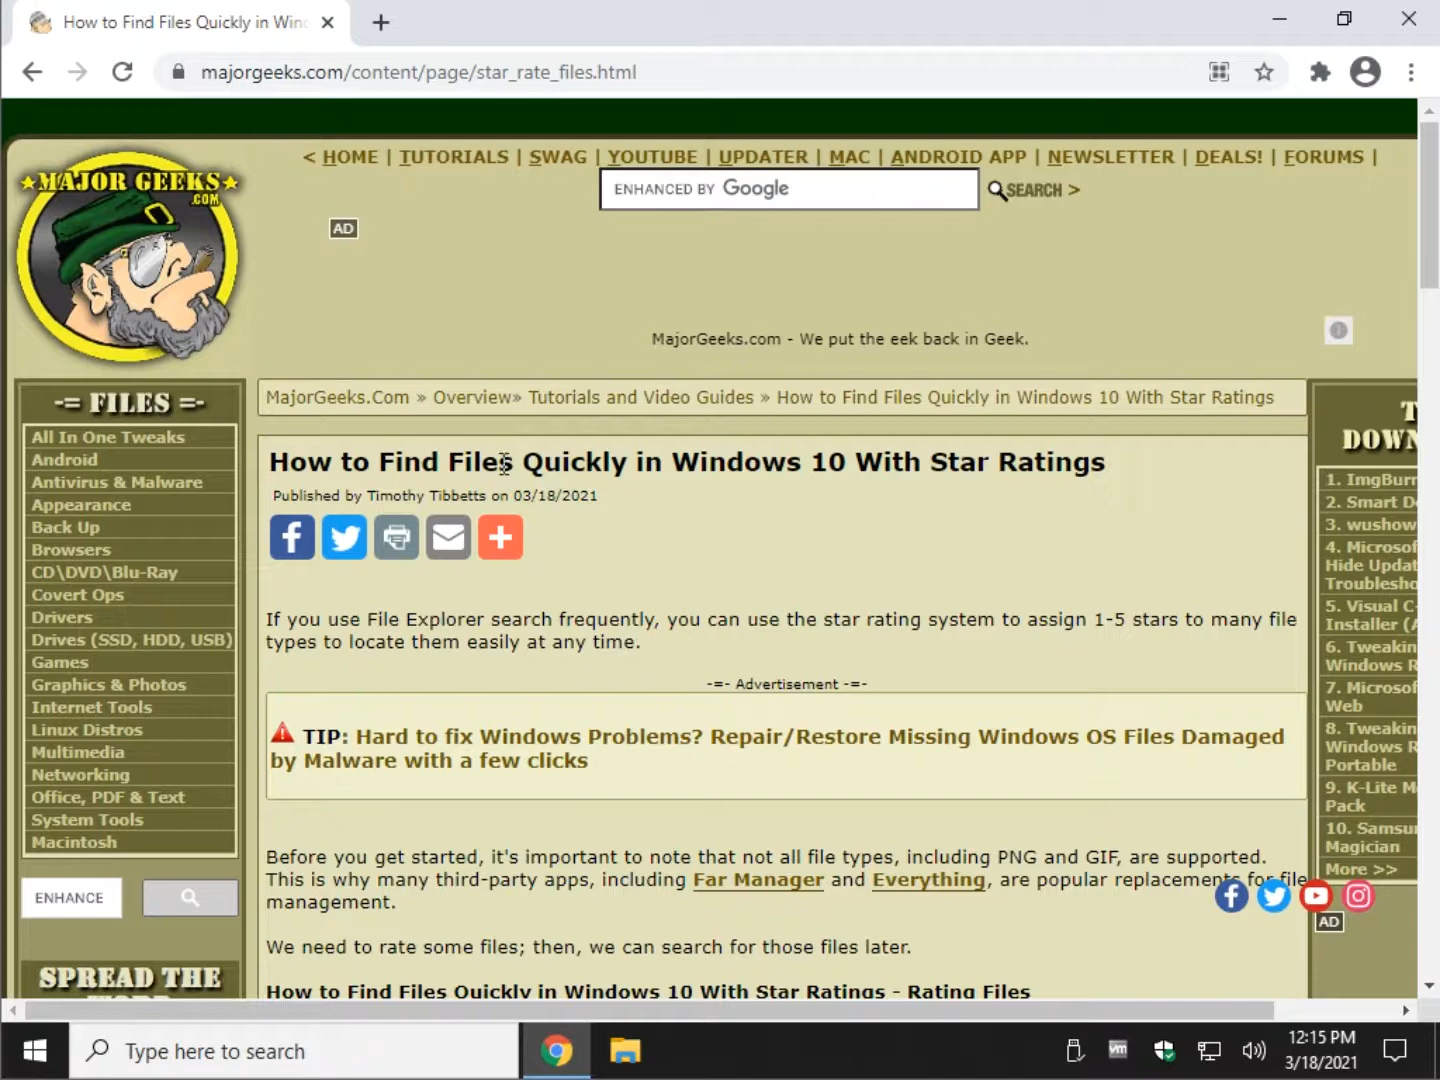 How to Find Files Quickly in Win
majorgeeks.com/content/page/star_rate_files.html
MAJOR GEEKS
.COM
< HOME | TUTORIALS | SWAG | YOUTUBE | UPDATER | MAC | ANDROID APP | NEWSLETTER | DEALS! | FORUMS |
ENHANCED BY Google
SEARCH >
AD
MajorGeeks.com - We put the eek back in Geek.
-= FILES =-
All In One Tweaks
Android
Antivirus & Malware
Appearance
Back Up
Browsers
CD\DVD\Blu-Ray
Covert Ops
Drivers
Drives (SSD, HDD, USB)
Games
Graphics & Photos
Internet Tools
Linux Distros
Multimedia
Networking
Office, PDF & Text
System Tools
Macintosh
ENHANCE
SPREAD THE
MajorGeeks.Com » Overview» Tutorials and Video Guides » How to Find Files Quickly in Windows 10 With Star Ratings
How to Find Files Quickly in Windows 10 With Star Ratings
Published by Timothy Tibbetts on 03/18/2021
If you use File Explorer search frequently, you can use the star rating system to assign 1-5 stars to many file
types to locate them easily at any time.
-=- Advertisement -=-
TIP: Hard to fix Windows Problems? Repair/Restore Missing Windows OS Files Damaged
by Malware with a few clicks
Before you get started, it's important to note that not all file types, including PNG and GIF, are supported.
This is why many third-party apps, including Far Manager and Everything, are popular replacements for file
management.
We need to rate some files; then, we can search for those files later.
How to Find Files Quickly in Windows 10 With Star Ratings - Rating Files
T
DOWN
1. ImgBurn
2. Smart De
3. wushow
4. Microsof
Hide Updat
Troublesho
5. Visual C
Installer (A
6. Tweakin
Windows R
7. Microsof
Web
8. Tweakin
Windows R
Portable
9. K-Lite M
Pack
10. Samsu
Magician
More >>
AD
Type here to search
vm
12:15 PM
3/18/2021